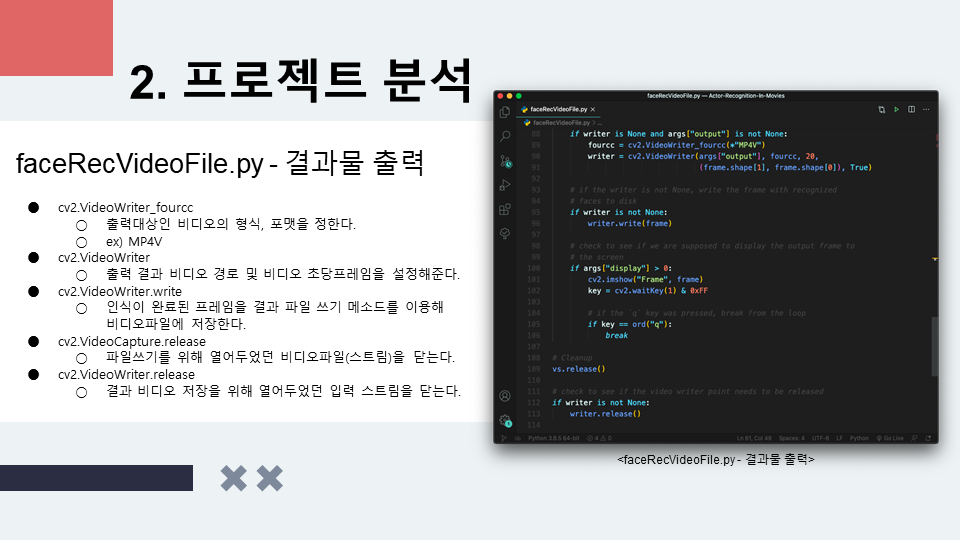 2. 프로젝트 분석
faceRecVideoFile.py - 결과물 출력
● cv2.VideoWriter_fourcc
○ 출력대상인 비디오의 형식, 포맷을 정한다.
○ ex) MP4V
● cv2.VideoWriter
○ 출력 결과 비디오 경로 및 비디오 초당프레임을 설정해준다.
● cv2.VideoWriter.write
○ 인식이 완료된 프레임을 결과 파일 쓰기 메소드를 이용해
비디오파일에 저장한다.
● cv2.VideoCapture.release
○ 파일쓰기를 위해 열어두었던 비디오파일(스트림)을 닫는다.
● cv2.VideoWriter.release
○ 결과 비디오 저장을 위해 열어두었던 입력 스트림을 닫는다.
faceRecVideoFile.py — Actor-Recognition-In-Movies
faceRecVideoFile.py ×
faceRecVideoFile.py > ...
88 if writer is None and args["output"] is not None:
89 fourcc = cv2.VideoWriter_fourcc(*"MP4V")
90 writer = cv2.VideoWriter(args["output"], fourcc, 20,
91 (frame.shape[1], frame.shape[0]), True)
92
93 # if the writer is not None, write the frame with recognized
94 # faces to disk
95 if writer is not None:
96 writer.write(frame)
97
98 # check to see if we are supposed to display the output frame to
99 # the screen
100 if args["display"] > 0:
101 cv2.imshow("Frame", frame)
102 key = cv2.waitKey(1) & 0xFF
103
104 # if the `q` key was pressed, break from the loop
105 if key == ord("q"):
106 break
107
108 # Cleanup
109 vs.release()
110
111 # check to see if the video writer point needs to be released
112 if writer is not None:
113 writer.release()
114
Python 3.8.5 64-bit 4 0 Ln 61, Col 48 Spaces: 4 UTF-8 LF Python Go Live
<faceRecVideoFile.py - 결과물 출력>